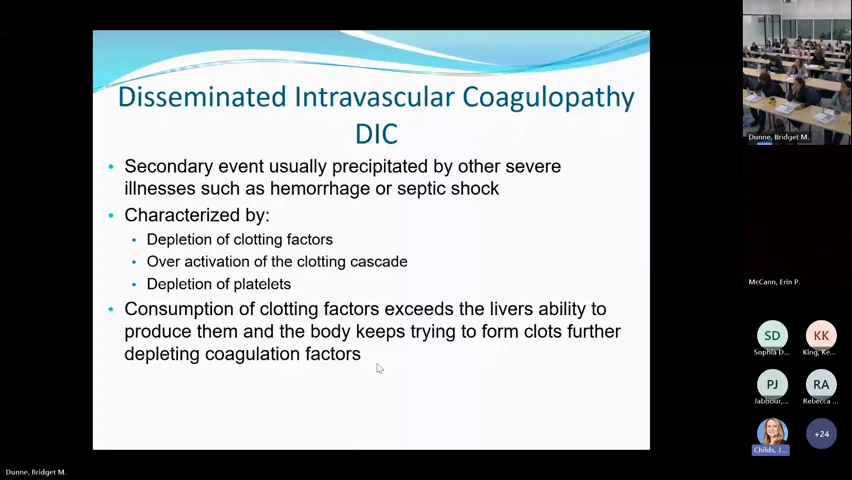 Disseminated Intravascular Coagulopathy
DIC
• Secondary event usually precipitated by other severe
illnesses such as hemorrhage or septic shock
• Characterized by:
• Depletion of clotting factors
• Over activation of the clotting cascade
• Depletion of platelets
• Consumption of clotting factors exceeds the livers ability to
produce them and the body keeps trying to form clots further
depleting coagulation factors
Dunne, Bridget M.
McCann, Erin P.
SD
KK
Sophia D...
King, Ke...
PJ
RA
Jabbour,...
Rebecca ...
+24
Childs, J...
Dunne, Bridget M.